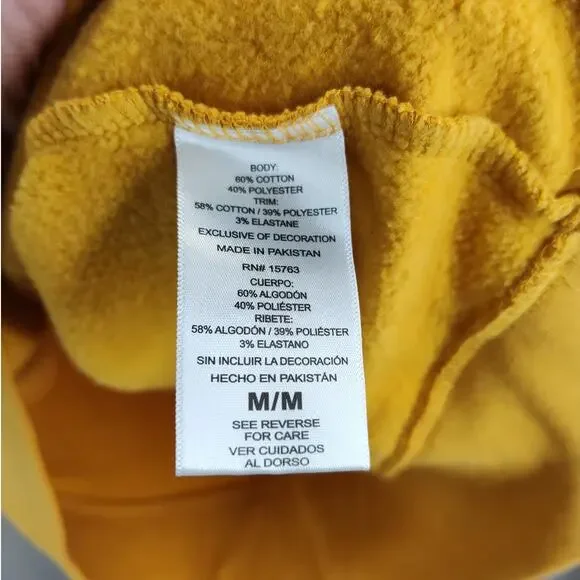 BODY:
60% COTTON
40% POLYESTER
TRIM:
58% COTTON / 39% POLYESTER
3% ELASTANE
EXCLUSIVE OF DECORATION
MADE IN PAKISTAN
RN# 15763
CUERPO:
60% ALGODÓN
40% POLIÉSTER
RIBETE:
58% ALGODÓN / 39% POLIÉSTER
3% ELASTANO
SIN INCLUIR LA DECORACIÓN
HECHO EN PAKISTÁN
M/M
SEE REVERSE
FOR CARE
VER CUIDADOS
AL DORSO